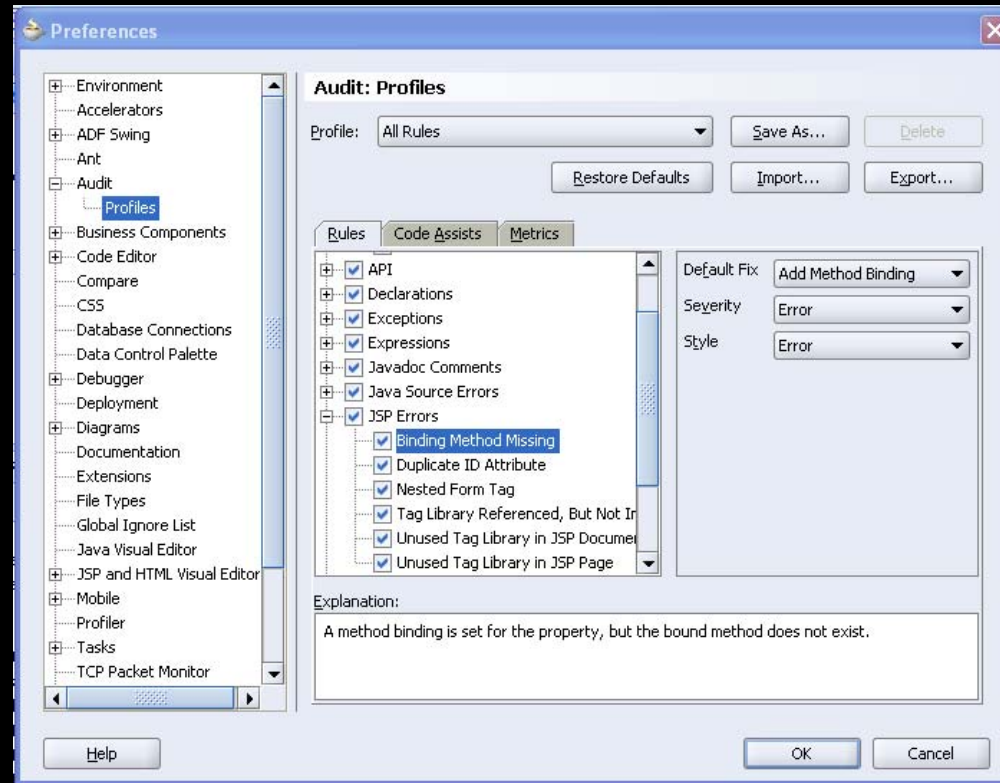 Preferences
Environment
Accelerators
ADF Swing
Ant
Audit
Profiles
Business Components
Code Editor
Compare
CSS
Database Connections
Data Control Palette
Debugger
Deployment
Diagrams
Documentation
Extensions
File Types
Global Ignore List
Java Visual Editor
JSP and HTML Visual Editor
Mobile
Profiler
Tasks
TCP Packet Monitor
Audit: Profiles
Profile: All Rules Save As... Delete
Restore Defaults Import... Export...
Rules Code Assists Metrics
API
Declarations
Exceptions
Expressions
Javadoc Comments
Java Source Errors
JSP Errors
Binding Method Missing
Duplicate ID Attribute
Nested Form Tag
Tag Library Referenced, But Not
Unused Tag Library in JSP
Unused Tag Library in JSP Page
Default Fix Add Method Binding
Severity Error
Style Error
Explanation:
A method binding is set for the property, but the bound method does not exist.
Help OK Cancel